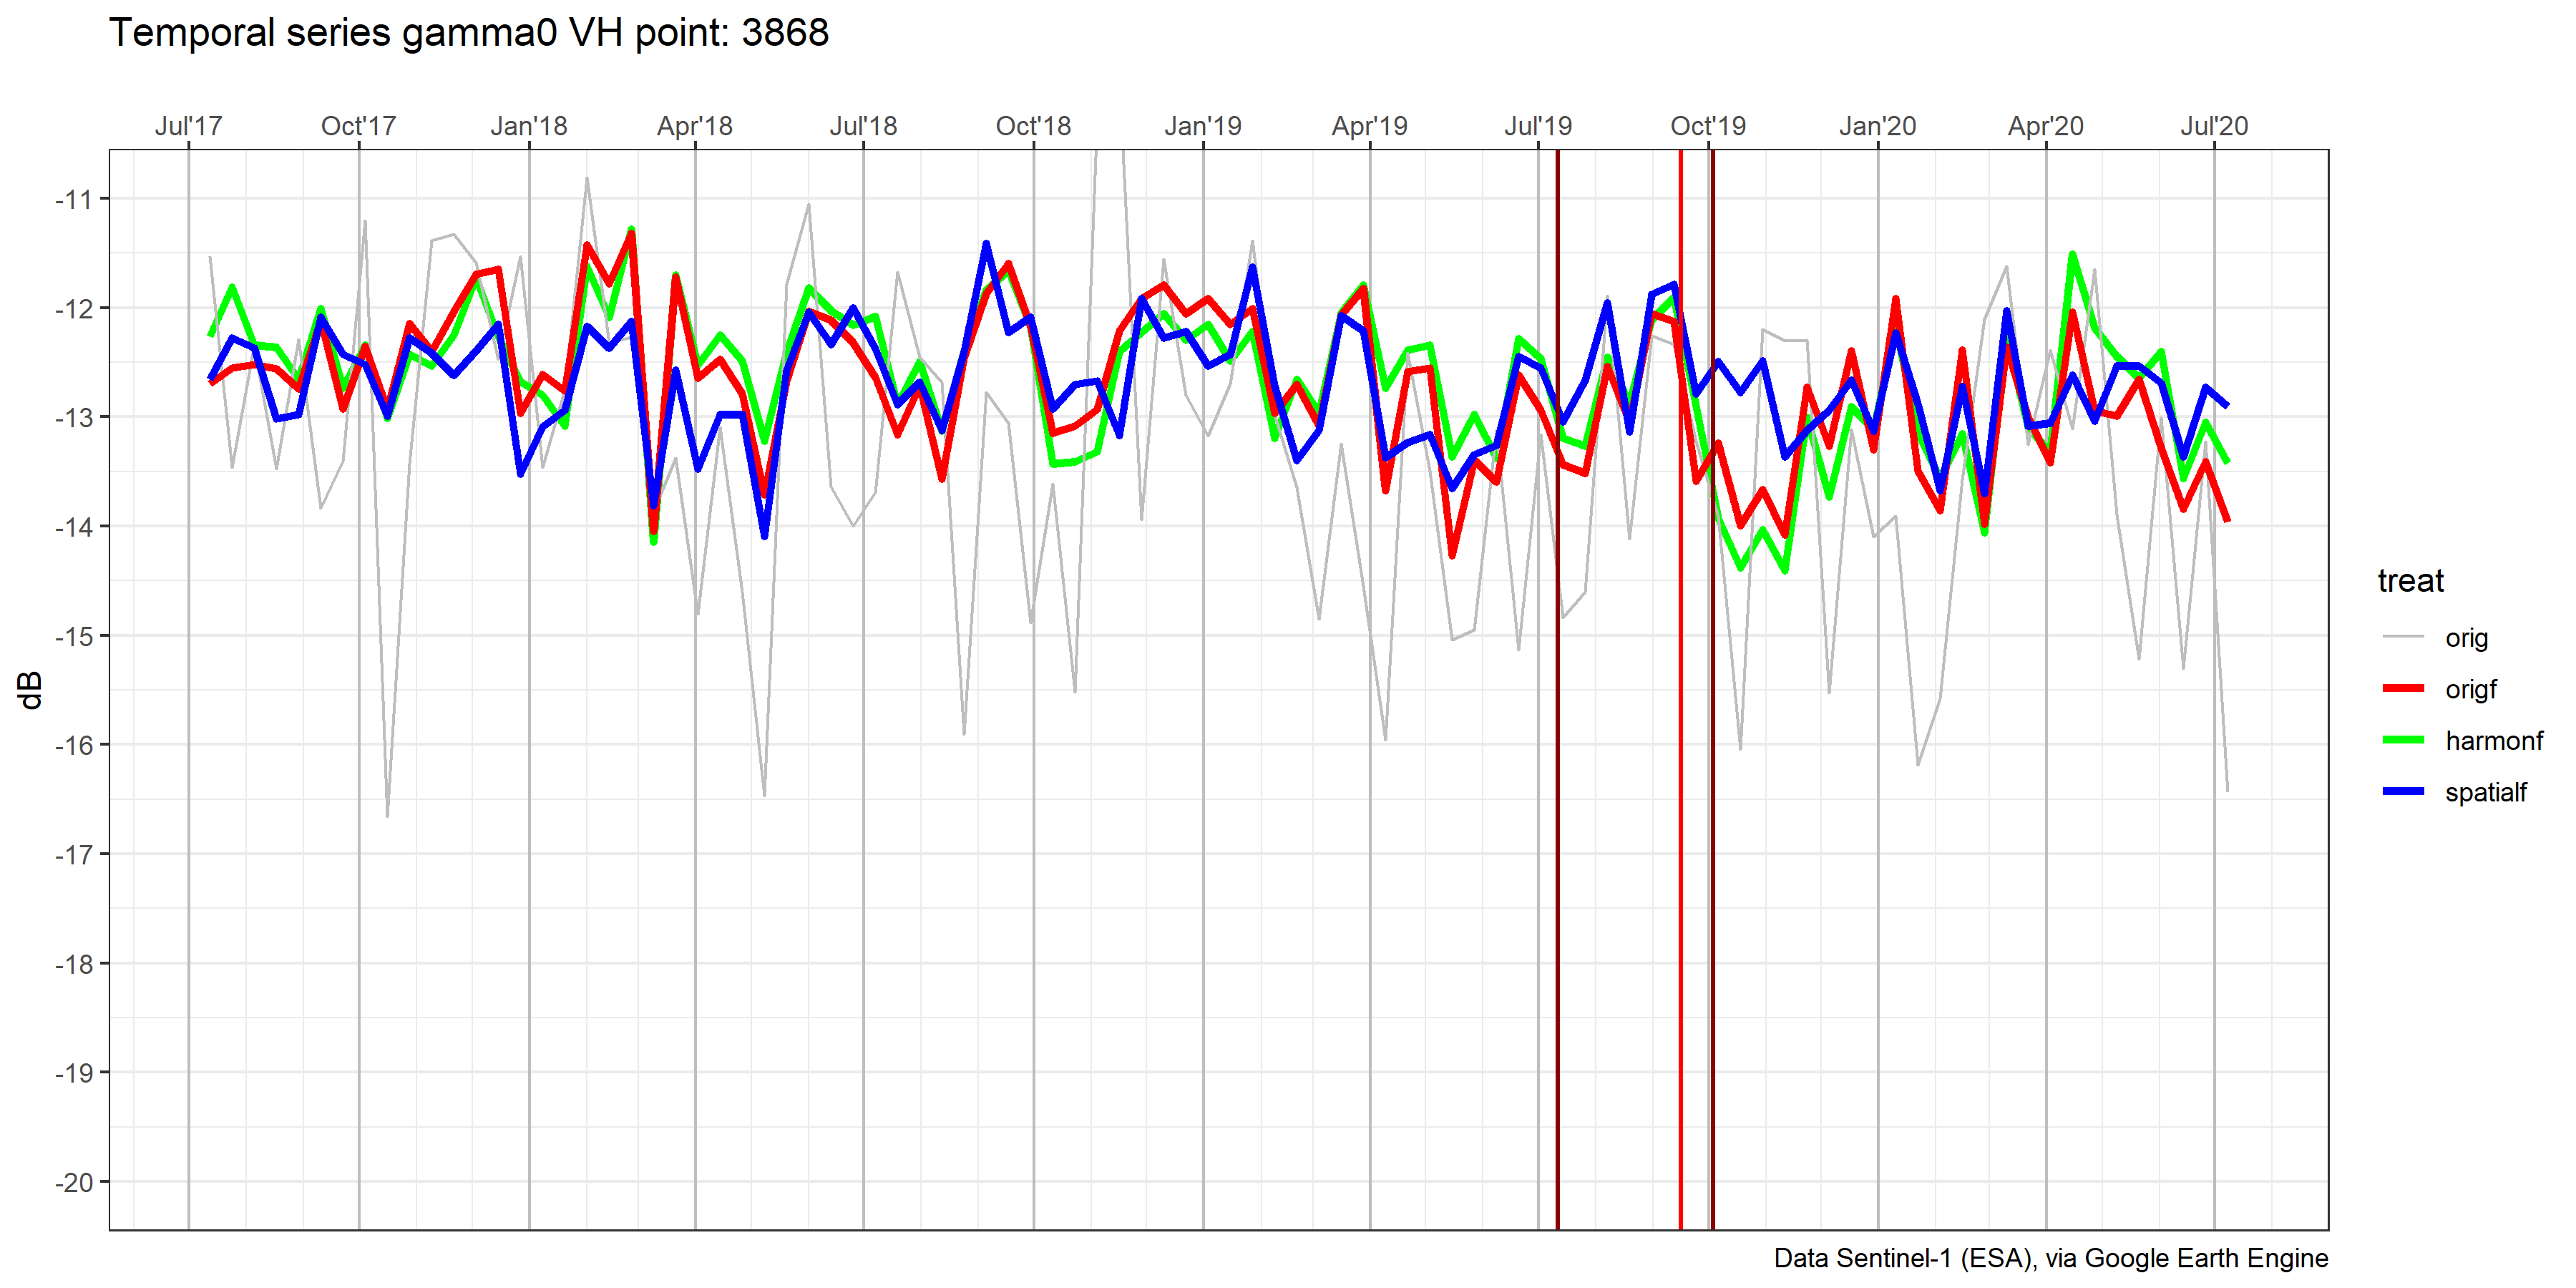 Temporal series gamma0 VH point: 3868
Jul'17 Oct'17 Jan'18 Apr'18 Jul'18 Oct'18 Jan'19 Apr'19 Jul'19 Oct'19 Jan'20 Apr'20 Jul'20
-11
-12
-13
-14
-15
-16
-17
-18
-19
-20
dB
treat
orig
origf
harmonf
spatialf
Data Sentinel-1 (ESA), via Google Earth Engine